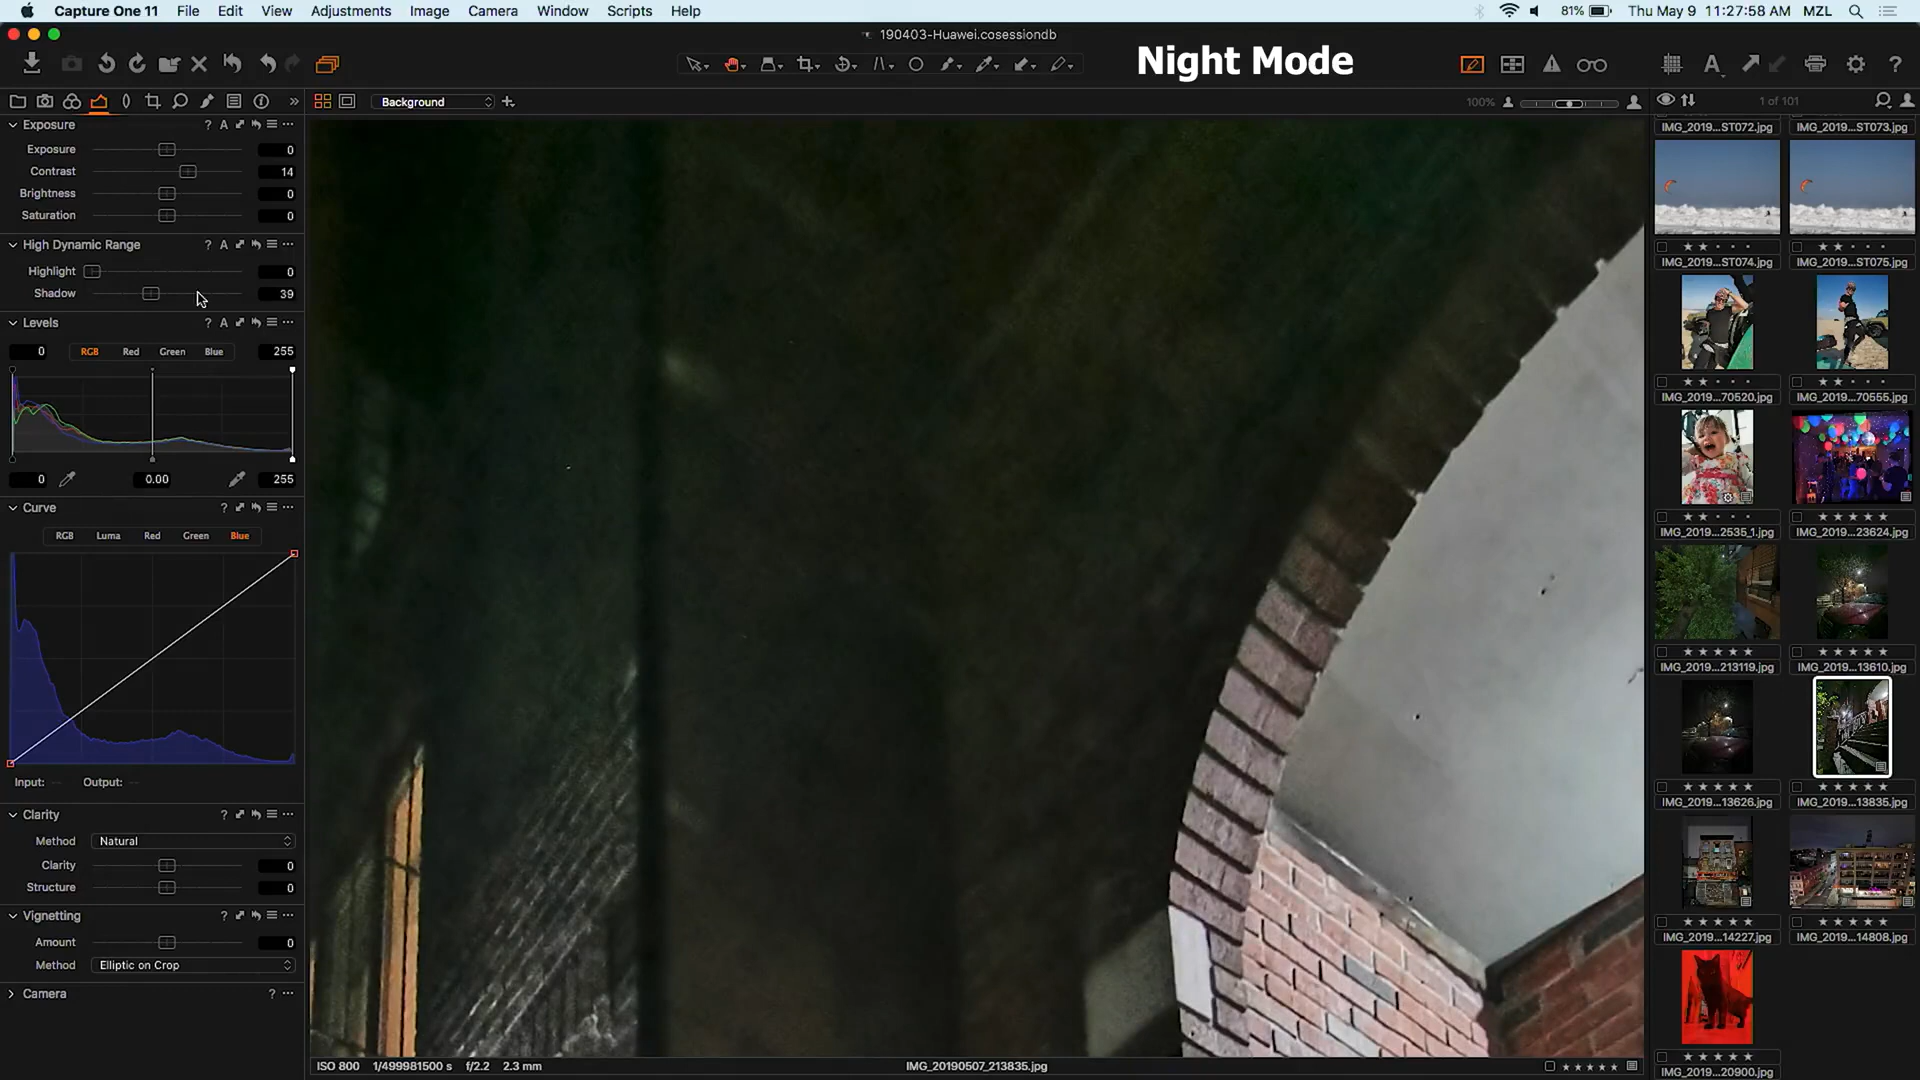 Capture One 11 File Edit View Adjustments Image Camera Window Scripts Help 81% Thu May 9 11:27:58 AM MZL
190403-Huawei.cosessiondb
Night Mode
Background
100%
1 of 101
Exposure
Exposure 0
Contrast 14
Brightness 0
Saturation 0
High Dynamic Range
Highlight 0
Shadow 39
Levels
0 RGB Red Green Blue 255
0 0.00 255
Curve
RGB Luma Red Green Blue
Input: -- Output: --
Clarity
Method Natural
Clarity 0
Structure 0
Vignetting
Amount 0
Method Elliptic on Crop
Camera
ISO 800 1/499981500 s f/2.2 2.3 mm IMG_20190507_213835.jpg
IMG_2019...ST072.jpg IMG_2019...ST073.jpg
IMG_2019...ST074.jpg IMG_2019...ST075.jpg
IMG_2019...70520.jpg IMG_2019...70555.jpg
IMG_2019...2535_1.jpg IMG_2019...23624.jpg
IMG_2019...213119.jpg IMG_2019...13610.jpg
IMG_2019...13626.jpg IMG_2019...13835.jpg
IMG_2019...14227.jpg IMG_2019...14808.jpg
IMG_2019...20900.jpg